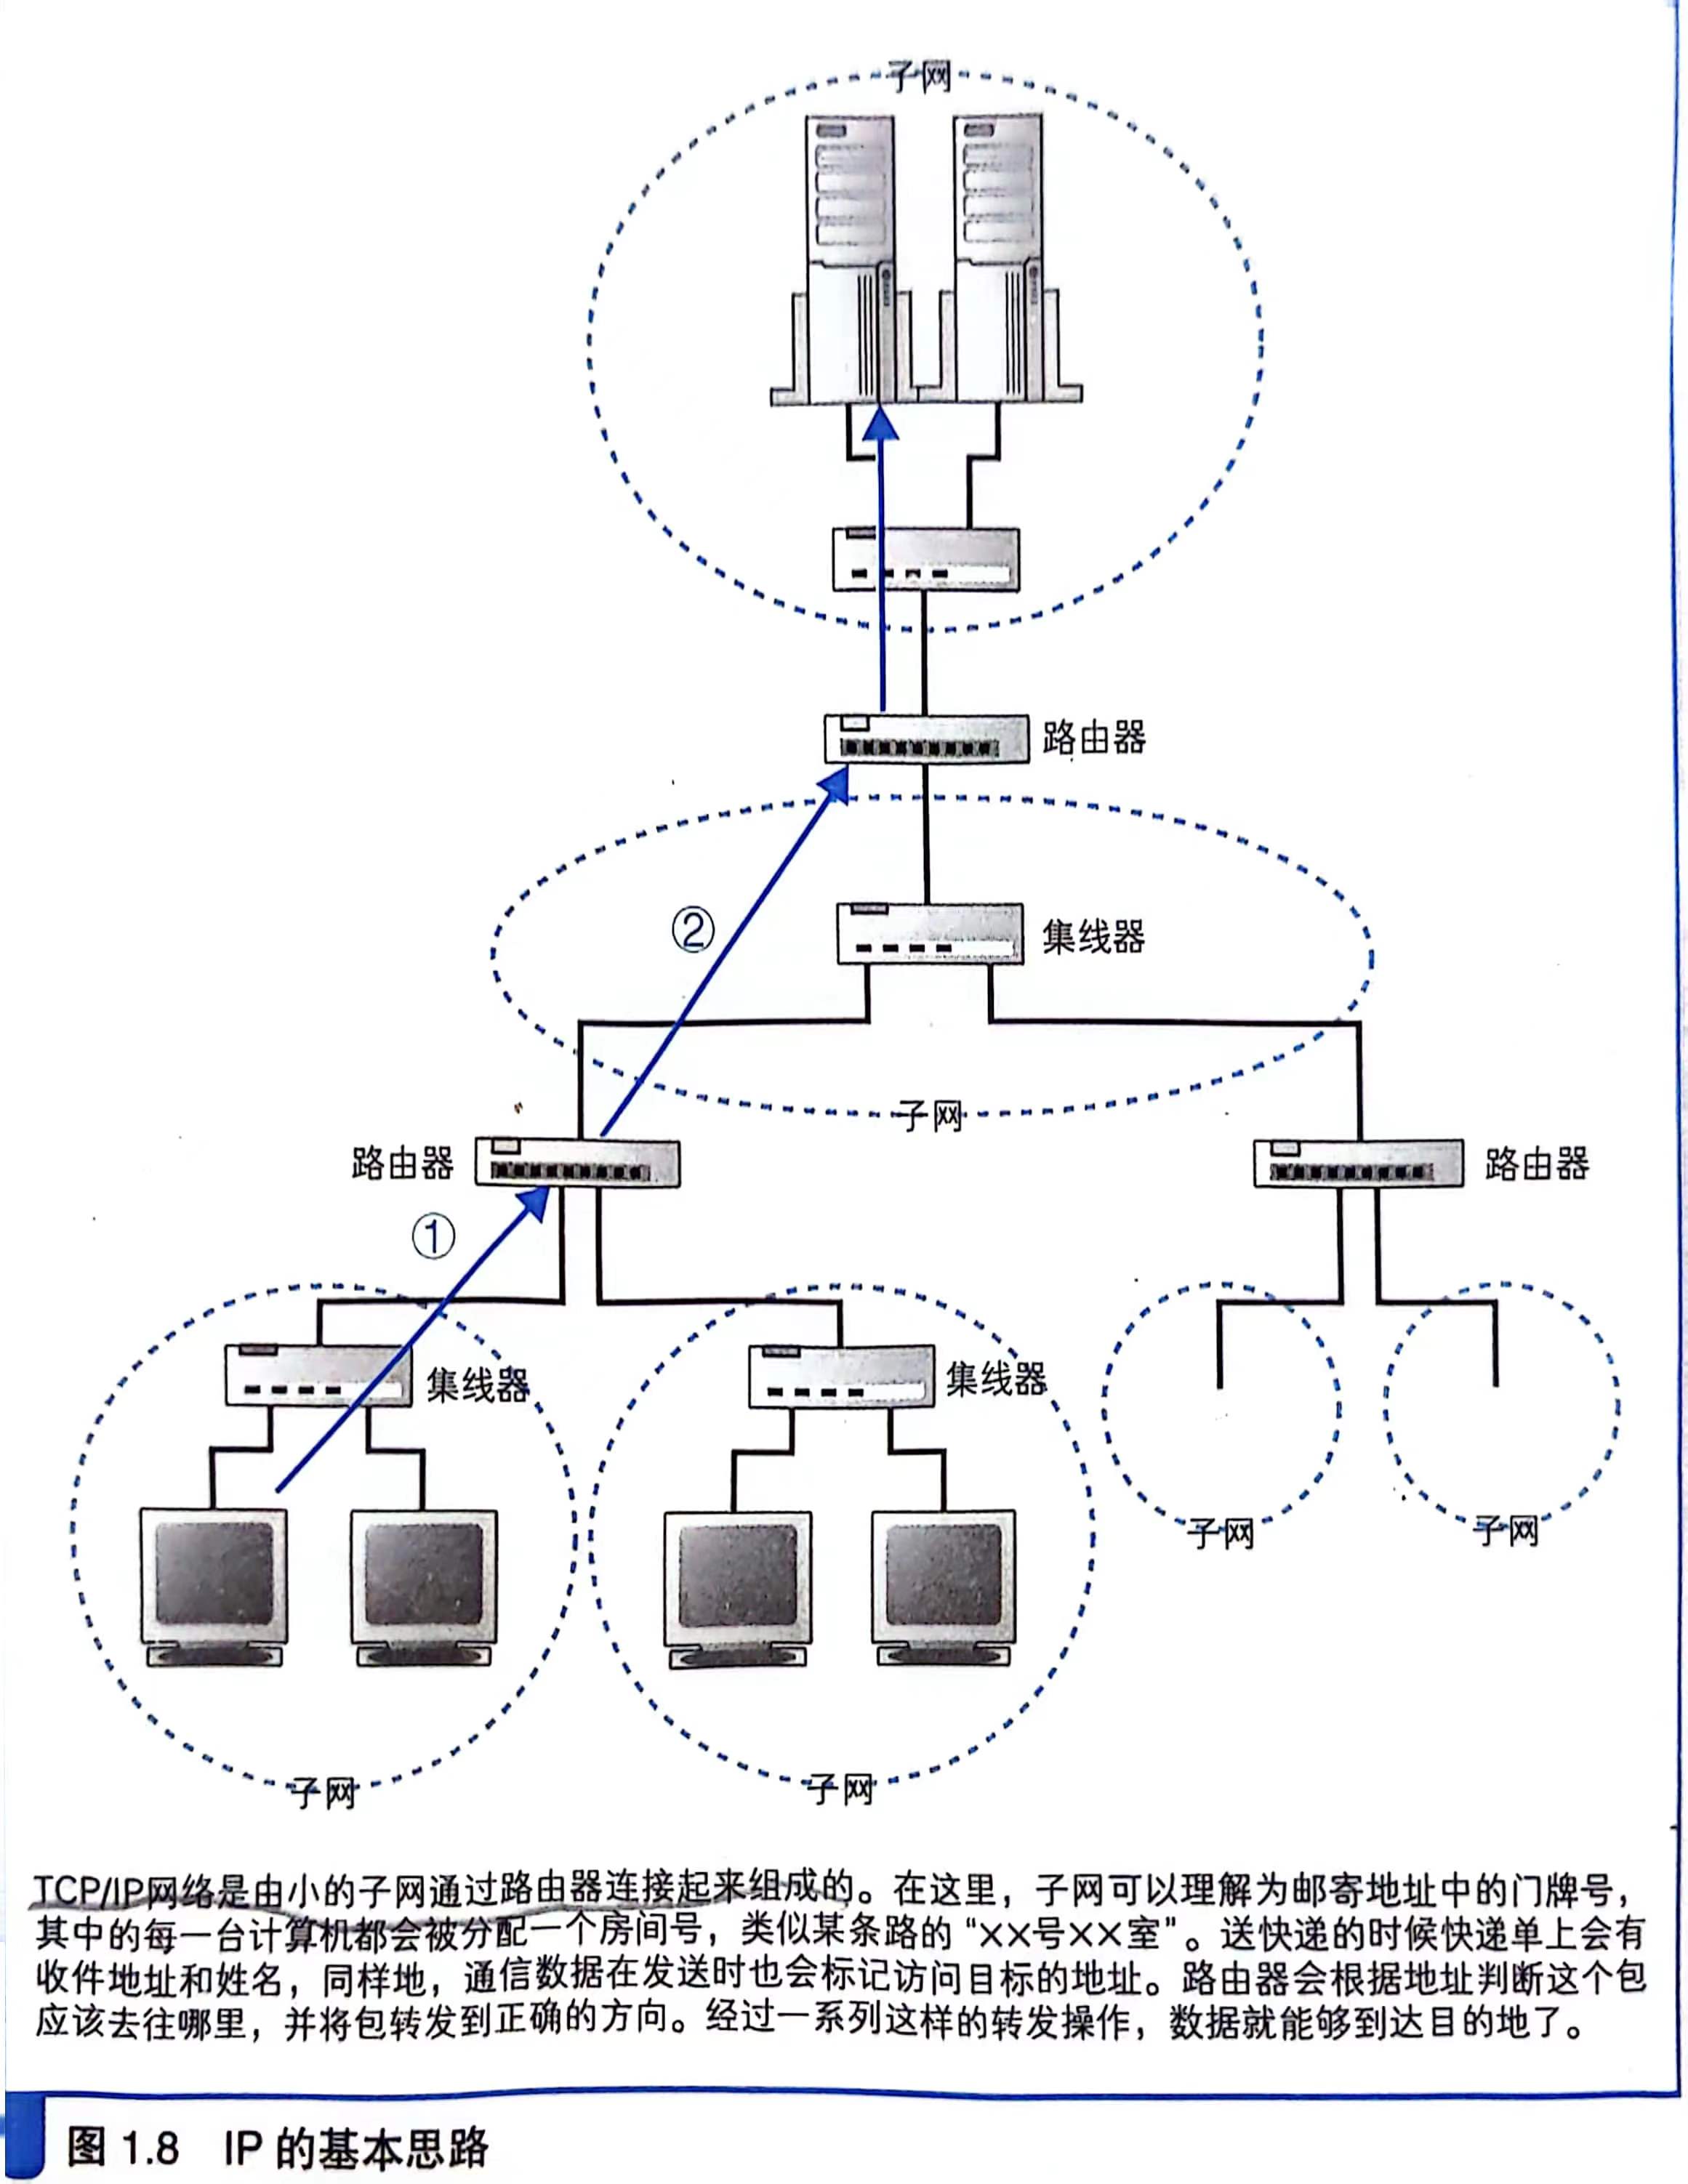 子网
路由器
②
集线器
子网
路由器
路由器
①
集线器
集线器
子网
子网
子网
子网
TCP/IP网络是由小的子网通过路由器连接起来组成的。在这里，子网可以理解为邮寄地址中的门牌号，
其中的每一台计算机都会被分配一个房间号，类似某条路的“××号××室”。送快递的时候快递单上会有
收件地址和姓名，同样地，通信数据在发送时也会标记访问目标的地址。路由器会根据地址判断这个包
应该去往哪里，并将包转发到正确的方向。经过一系列这样的转发操作，数据就能够到达目的地了。
图 1.8 IP 的基本思路